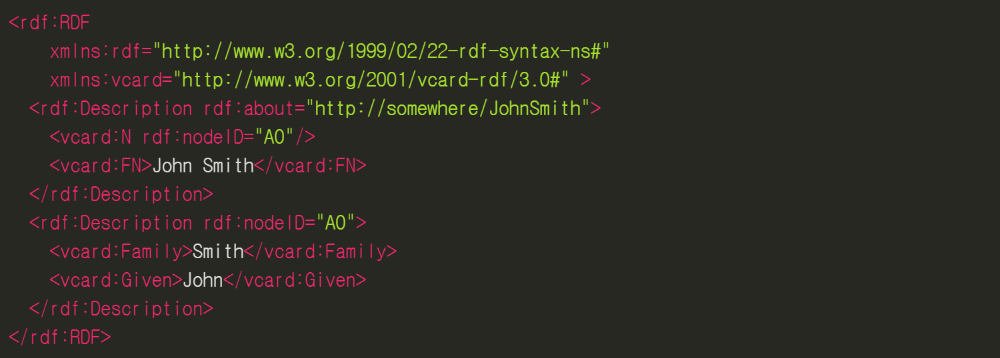 <rdf:RDF
    xmlns:rdf="http://www.w3.org/1999/02/22-rdf-syntax-ns#"
    xmlns:vcard="http://www.w3.org/2001/vcard-rdf/3.0#" >
  <rdf:Description rdf:about="http://somewhere/JohnSmith">
    <vcard:N rdf:nodeID="A0"/>
    <vcard:FN>John Smith</vcard:FN>
  </rdf:Description>
  <rdf:Description rdf:nodeID="A0">
    <vcard:Family>Smith</vcard:Family>
    <vcard:Given>John</vcard:Given>
  </rdf:Description>
</rdf:RDF>